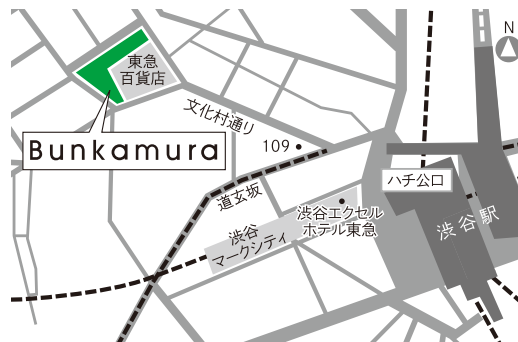 N
東急
百貨店
文化村通り
Bunkamura
109
ハチ公口
道玄坂
渋谷エクセル
ホテル東急
渋谷
マークシティ
渋谷駅